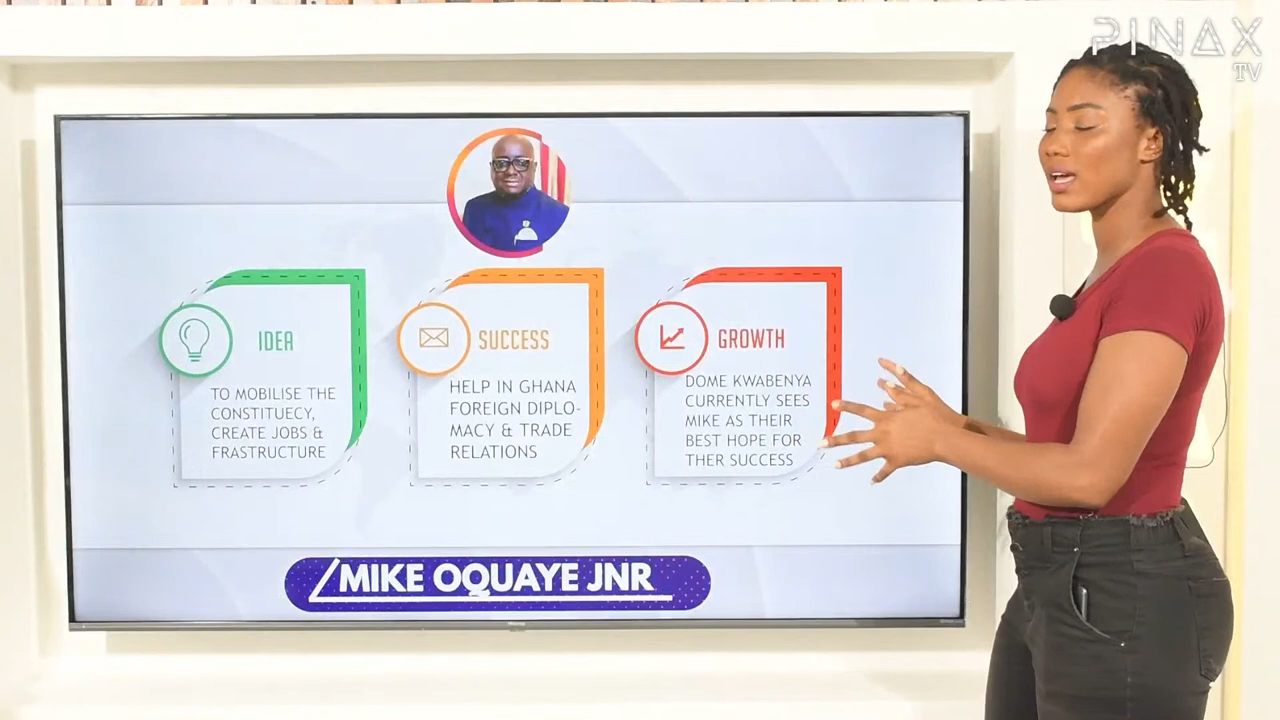 PINAX
TV
IDEA
TO MOBILISE THE
CONSTITUECY,
CREATE JOBS &
FRASTRUCTURE
SUCCESS
HELP IN GHANA
FOREIGN DIPLO-
MACY & TRADE
RELATIONS
GROWTH
DOME KWABENYA
CURRENTLY SEES
MIKE AS THEIR
BEST HOPE FOR
THER SUCCESS
MIKE OQUAYE JNR
Hisense